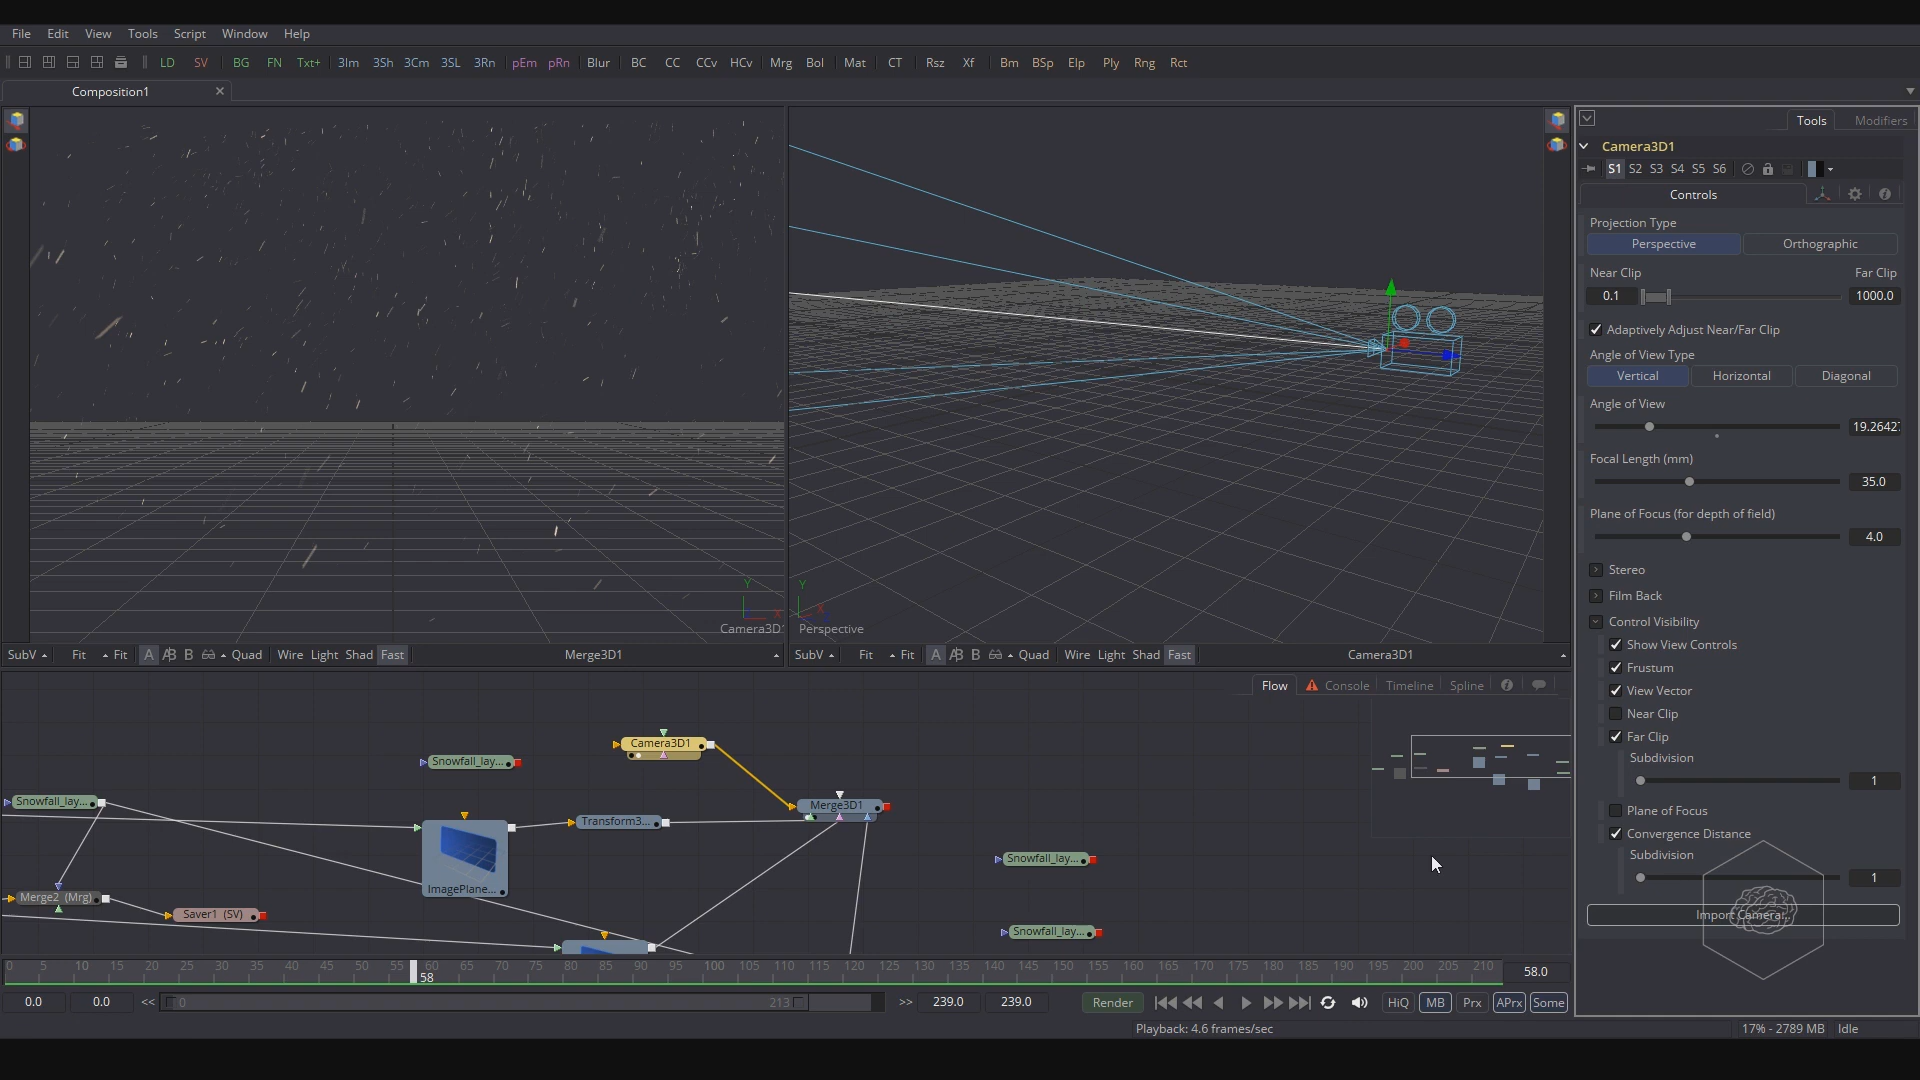 File Edit View Tools Script Window Help
LD SV BG FN Txt+ 3Im 3Sh 3Cm 3SL 3Rn pEm pRn Blur BC CC CCv HCv Mrg Bol Mat CT Rsz Xf Bm BSp Elp Ply Rng Rct
Composition1
Y
Camera3D1
Y
X
Perspective
SubV Fit Fit A A|B B Quad Wire Light Shad Fast Merge3D1
SubV Fit Fit A A|B B Quad Wire Light Shad Fast Camera3D1
Flow Console Timeline Spline
Camera3D1
Snowfall_lay...
Snowfall_lay...
Merge3D1
Transform3...
ImagePlane...
Snowfall_lay...
Merge2 (Mrg)
Saver1 (SV)
Snowfall_lay...
0 5 10 15 20 25 30 35 40 45 50 55 60 65 70 75 80 85 90 95 100 105 110 115 120 125 130 135 140 145 150 155 160 165 170 175 180 185 190 195 200 205 210
58
58.0
0.0 0.0 << 0 213 >> 239.0 239.0 Render HiQ MB Prx APrx Some
Playback: 4.6 frames/sec
17% - 2789 MB Idle
Tools Modifiers
Camera3D1
S1 S2 S3 S4 S5 S6
Controls
Projection Type
Perspective Orthographic
Near Clip Far Clip
0.1 1000.0
Adaptively Adjust Near/Far Clip
Angle of View Type
Vertical Horizontal Diagonal
Angle of View
19.2642
Focal Length (mm)
35.0
Plane of Focus (for depth of field)
4.0
Stereo
Film Back
Control Visibility
Show View Controls
Frustum
View Vector
Near Clip
Far Clip
Subdivision
1
Plane of Focus
Convergence Distance
Subdivision
1
Import Camera...